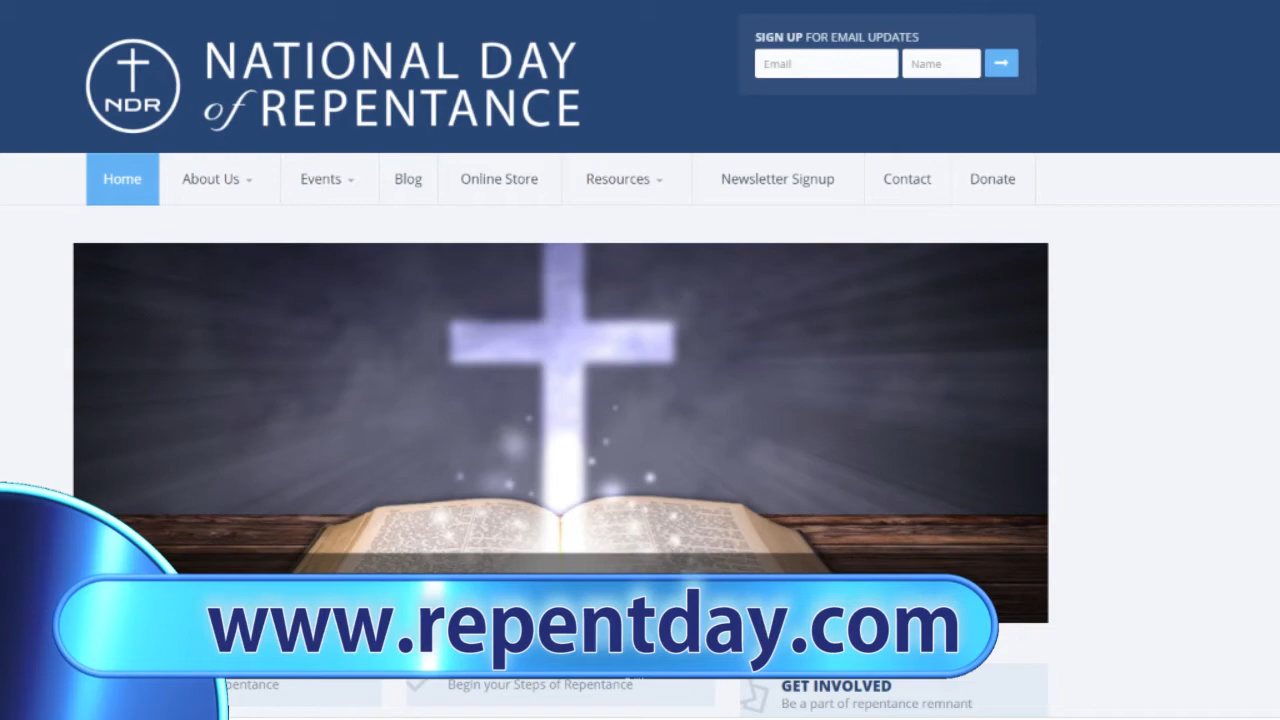 NDR
NATIONAL DAY
of REPENTANCE
SIGN UP FOR EMAIL UPDATES
Email
Name
Home
About Us
Events
Blog
Online Store
Resources
Newsletter Signup
Contact
Donate
www.repentday.com
Begin your Steps of Repentance
GET INVOLVED
Be a part of repentance remnant